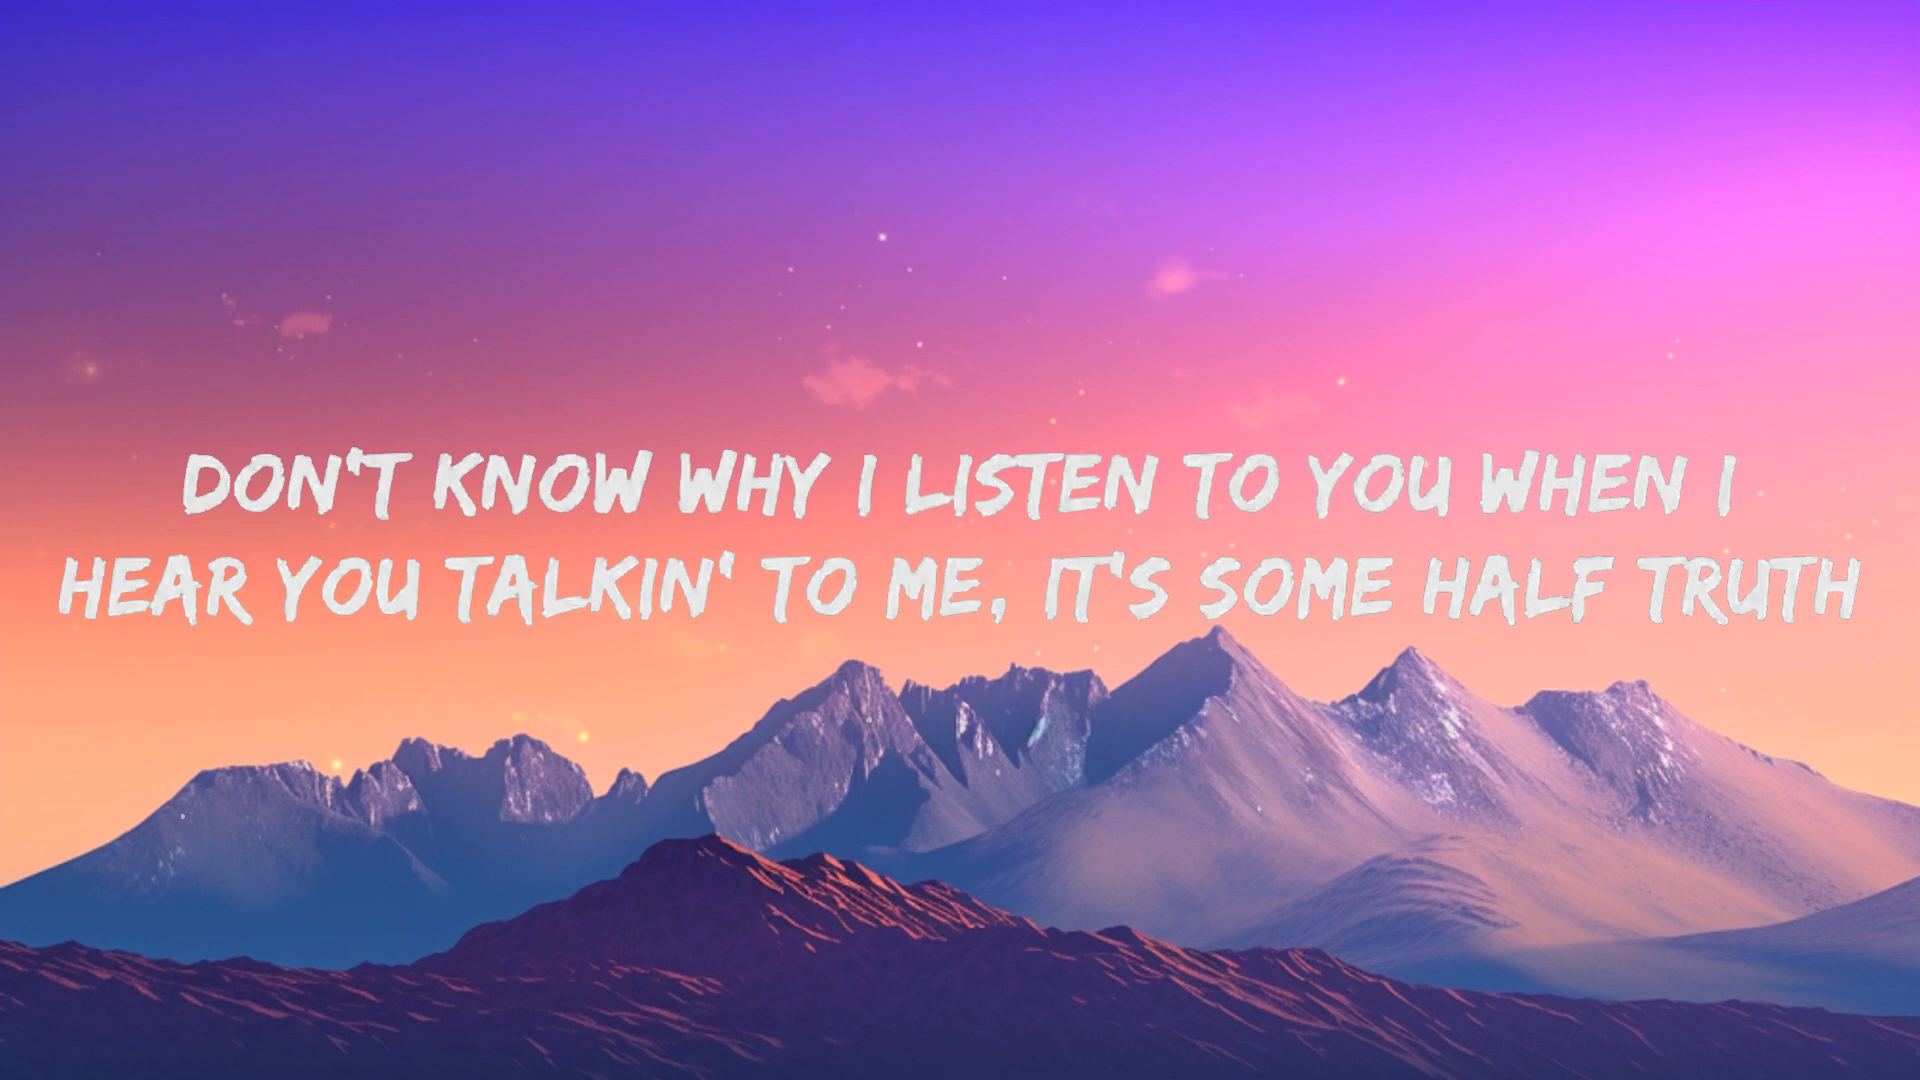 DON'T KNOW WHY I LISTEN TO YOU WHEN I
HEAR YOU TALKIN' TO ME, IT'S SOME HALF TRUTH